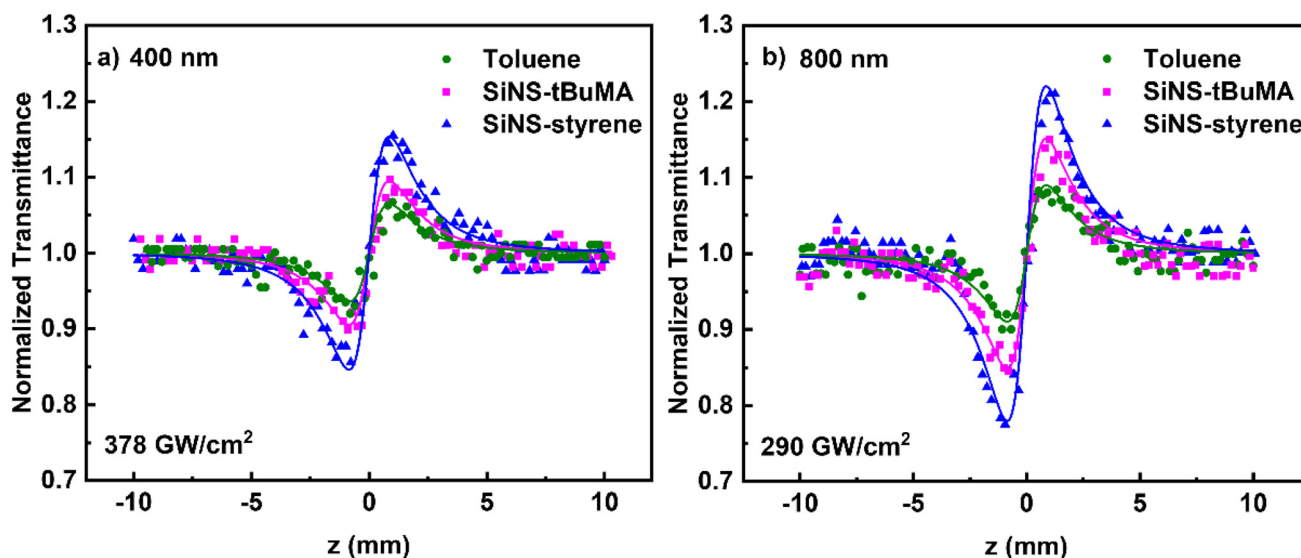 a) 400 nm
Toluene
SiNS-tBuMA
SiNS-styrene
378 GW/cm²
Normalized Transmittance
1.3
1.2
1.1
1.0
0.9
0.8
0.7
-10
-5
0
5
10
z (mm)
b) 800 nm
Toluene
SiNS-tBuMA
SiNS-styrene
290 GW/cm²
Normalized Transmittance
1.3
1.2
1.1
1.0
0.9
0.8
0.7
-10
-5
0
5
10
z (mm)